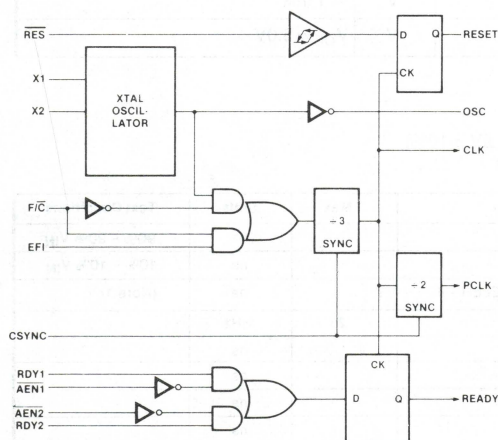 RES
D Q
RESET
CK
X1
X2
XTAL
OSCIL-
LATOR
OSC
CLK
F/C
EFI
÷3
SYNC
÷2
SYNC
PCLK
CSYNC
RDY1
AEN1
AEN2
RDY2
CK
D Q
READY